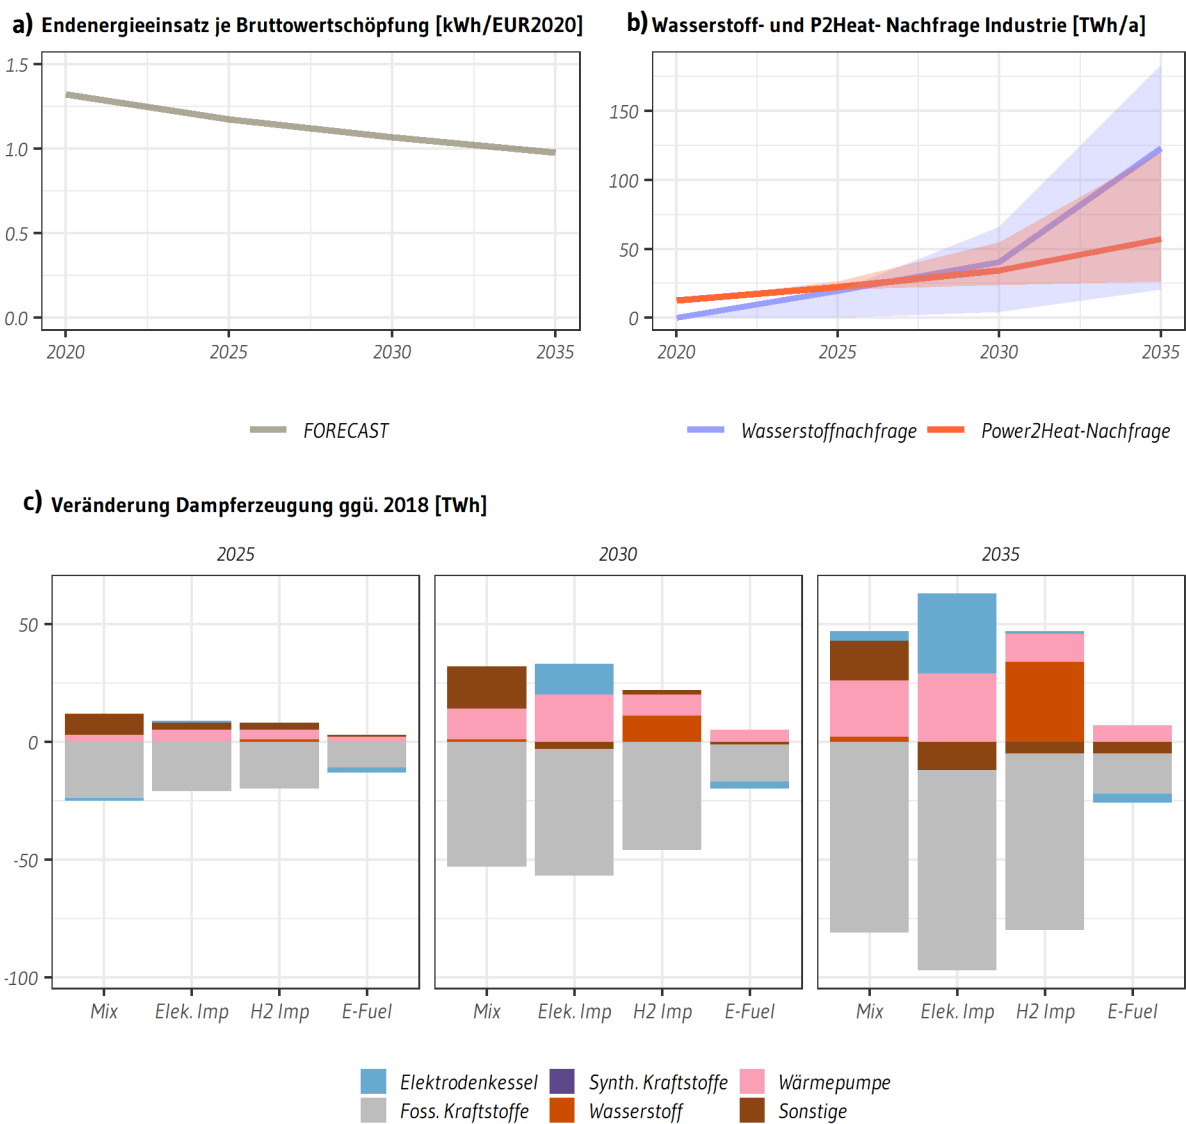 a) Endenergieeinsatz je Bruttowertschöpfung [kWh/EUR2020]
1.5
1.0
0.5
0.0
2020 2025 2030 2035
FORECAST
b) Wasserstoff- und P2Heat- Nachfrage Industrie [TWh/a]
150
100
50
0
2020 2025 2030 2035
Wasserstoffnachfrage Power2Heat-Nachfrage
c) Veränderung Dampferzeugung ggü. 2018 [TWh]
2025 2030 2035
50
0
-50
-100
Mix Elek. Imp H2 Imp E-Fuel Mix Elek. Imp H2 Imp E-Fuel Mix Elek. Imp H2 Imp E-Fuel
Elektrodenkessel Synth. Kraftstoffe Wärmepumpe
Foss. Kraftstoffe Wasserstoff Sonstige